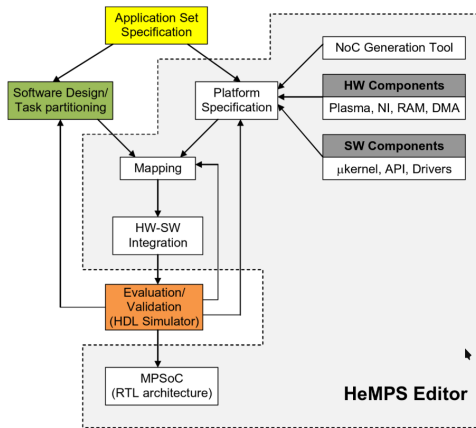 Application Set
Specification
NoC Generation Tool
Software Design/
Task partitioning
Platform
Specification
HW Components
Plasma, NI, RAM, DMA
SW Components
μkernel, API, Drivers
Mapping
HW-SW
Integration
Evaluation/
Validation
(HDL Simulator)
MPSoC
(RTL architecture)
HeMPS Editor